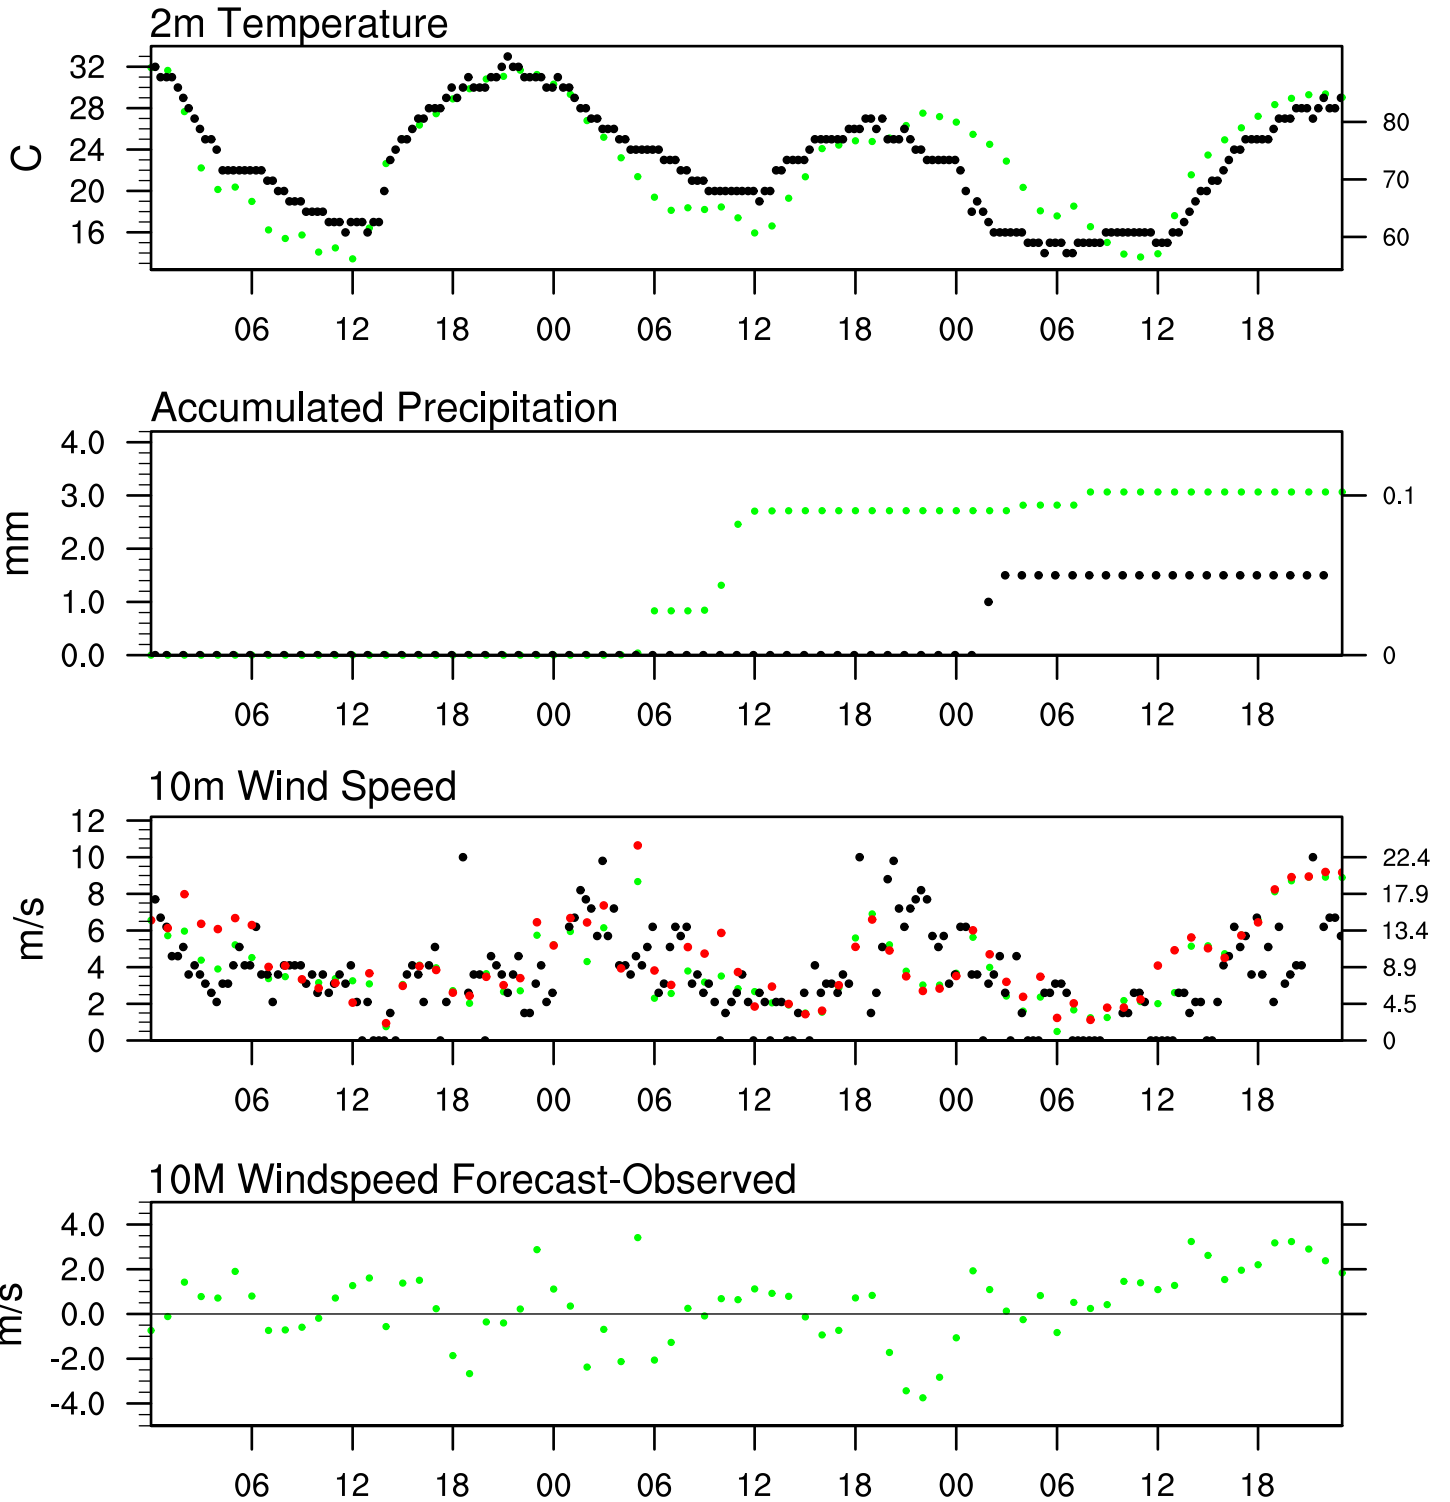 2m Temperature
32
28
24
20
16
C
80
70
60
06 12 18 00 06 12 18 00 06 12 18
Accumulated Precipitation
4.0
3.0
2.0
1.0
0.0
mm
0.1
0
06 12 18 00 06 12 18 00 06 12 18
10m Wind Speed
12
10
8
6
4
2
0
m/s
22.4
17.9
13.4
8.9
4.5
0
06 12 18 00 06 12 18 00 06 12 18
10M Windspeed Forecast-Observed
4.0
2.0
0.0
-2.0
-4.0
m/s
06 12 18 00 06 12 18 00 06 12 18